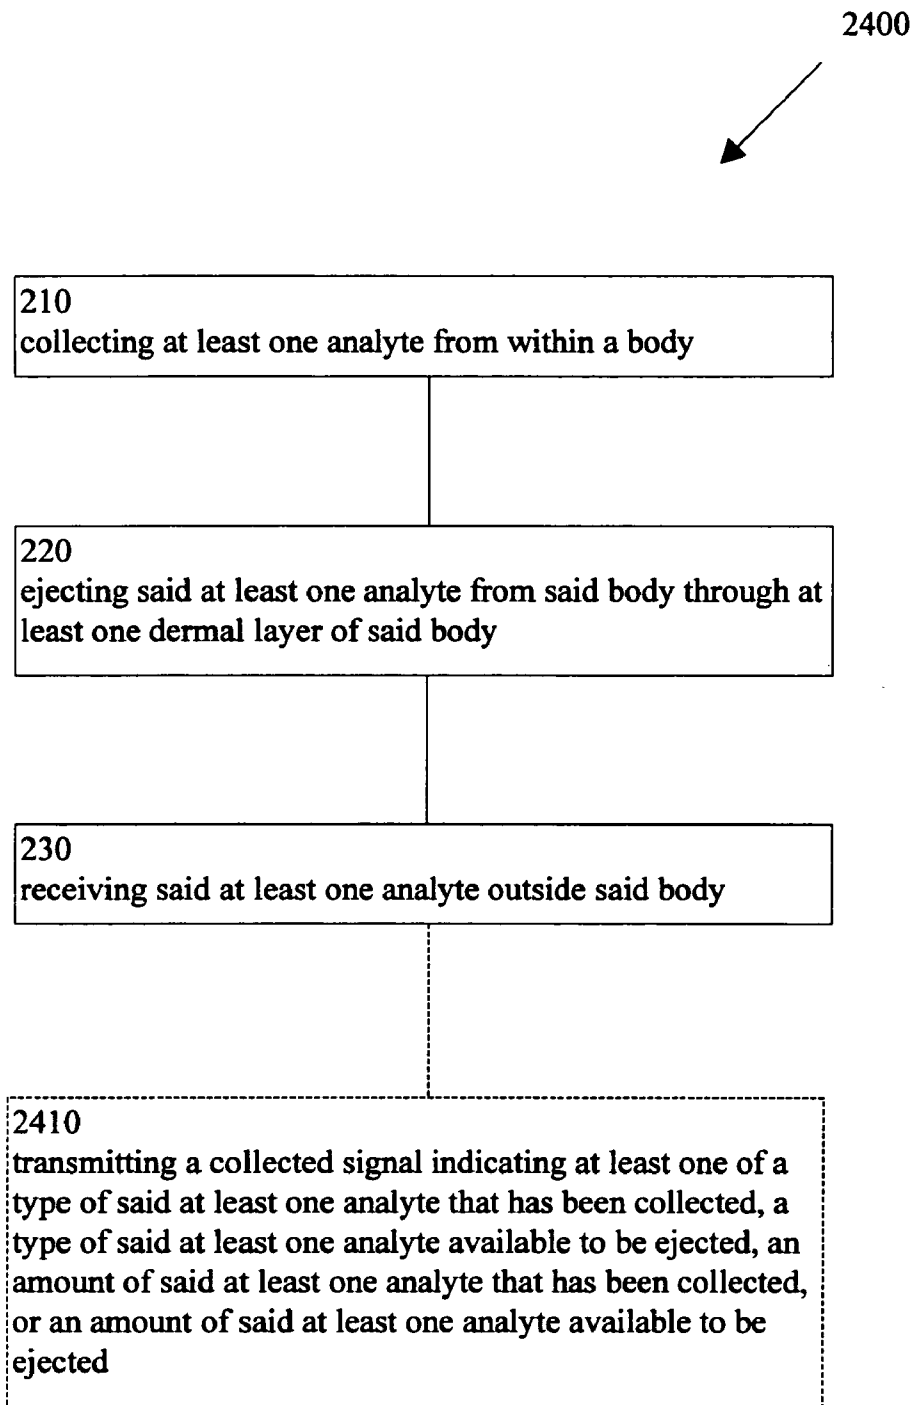 2400
210
collecting at least one analyte from within a body
220
ejecting said at least one analyte from said body through at
least one dermal layer of said body
230
receiving said at least one analyte outside said body
2410
transmitting a collected signal indicating at least one of a
type of said at least one analyte that has been collected, a
type of said at least one analyte available to be ejected, an
amount of said at least one analyte that has been collected,
or an amount of said at least one analyte available to be
ejected